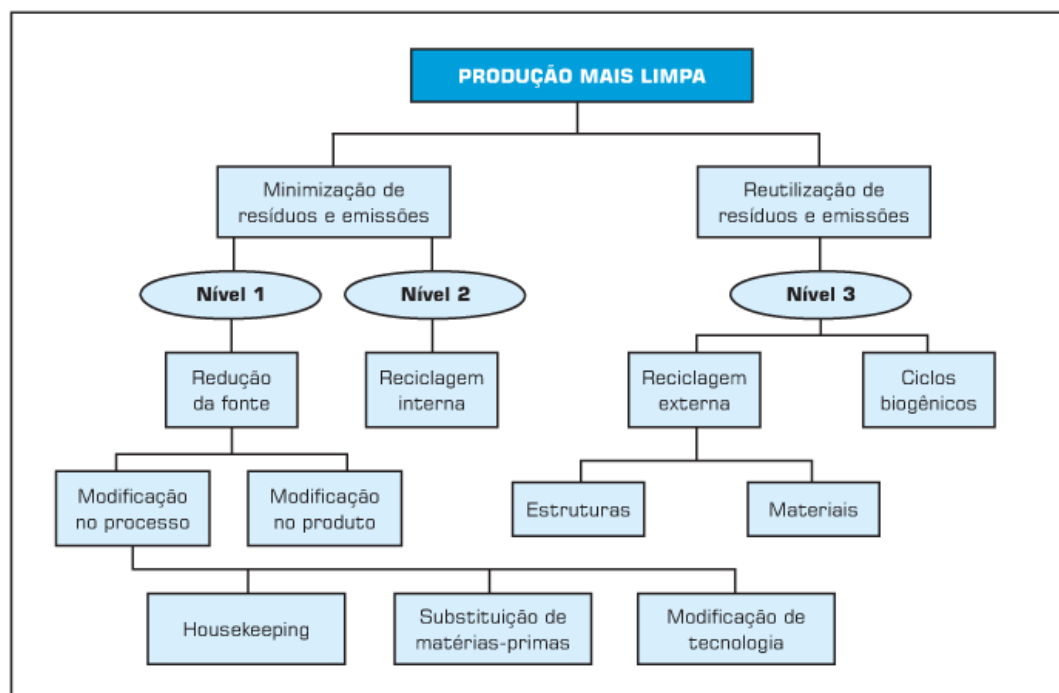 PRODUÇÃO MAIS LIMPA
Minimização de
resíduos e emissões
Reutilização de
resíduos e emissões
Nível 1
Nível 2
Nível 3
Redução
da fonte
Reciclagem
interna
Reciclagem
externa
Ciclos
biogênicos
Modificação
no processo
Modificação
no produto
Estruturas
Materiais
Housekeeping
Substituição de
matérias-primas
Modificação de
tecnologia